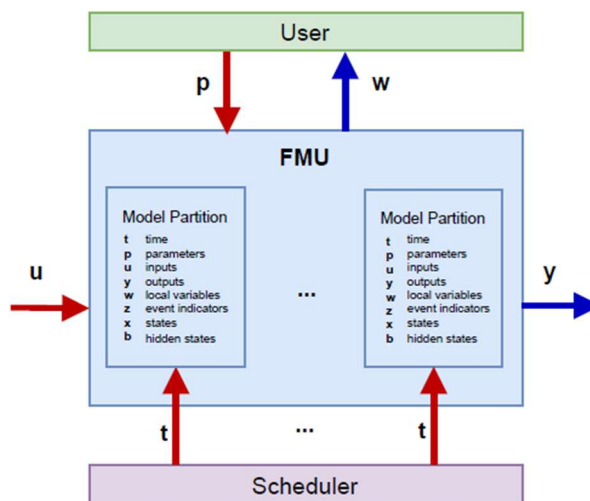 User
p
w
FMU
Model Partition
t time
p parameters
u inputs
y outputs
w local variables
z event indicators
x states
b hidden states
...
Model Partition
t time
p parameters
u inputs
y outputs
w local variables
z event indicators
x states
b hidden states
u
y
t
...
t
Scheduler